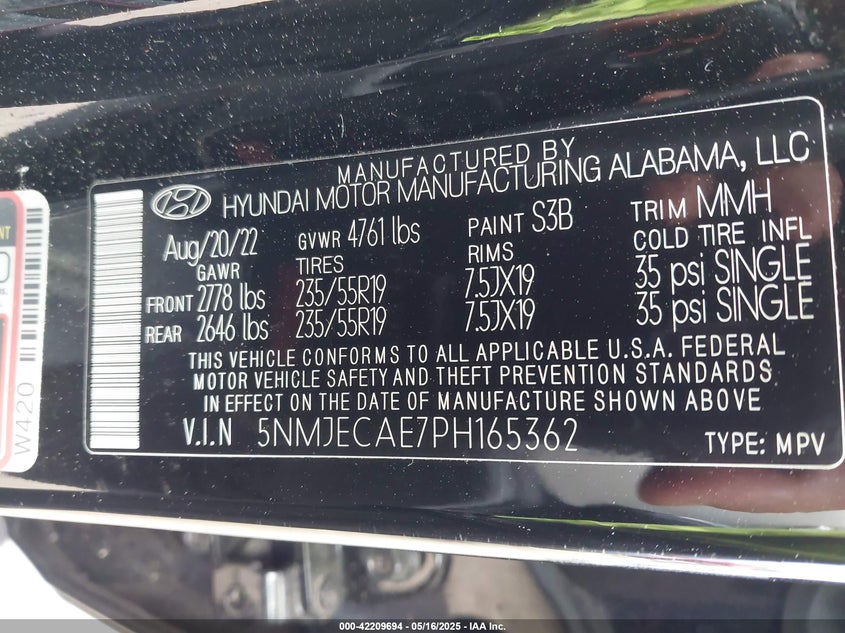 MANUFACTURED BY
HYUNDAI MOTOR MANUFACTURING ALABAMA, LLC
Aug/20/22 GVWR 4761 lbs PAINT S3B TRIM MMH
GAWR TIRES RIMS COLD TIRE INFL
FRONT 2778 lbs 235/55R19 7.5JX19 35 psi SINGLE
REAR 2646 lbs 235/55R19 7.5JX19 35 psi SINGLE
THIS VEHICLE CONFORMS TO ALL APPLICABLE U.S.A. FEDERAL
MOTOR VEHICLE SAFETY AND THEFT PREVENTION STANDARDS
IN EFFECT ON THE DATE OF MANUFACTURE SHOWN ABOVE
V.I.N 5NMJECAE7PH165362 TYPE: MPV
W420
000-42209694 - 05/16/2025 - IAA Inc.